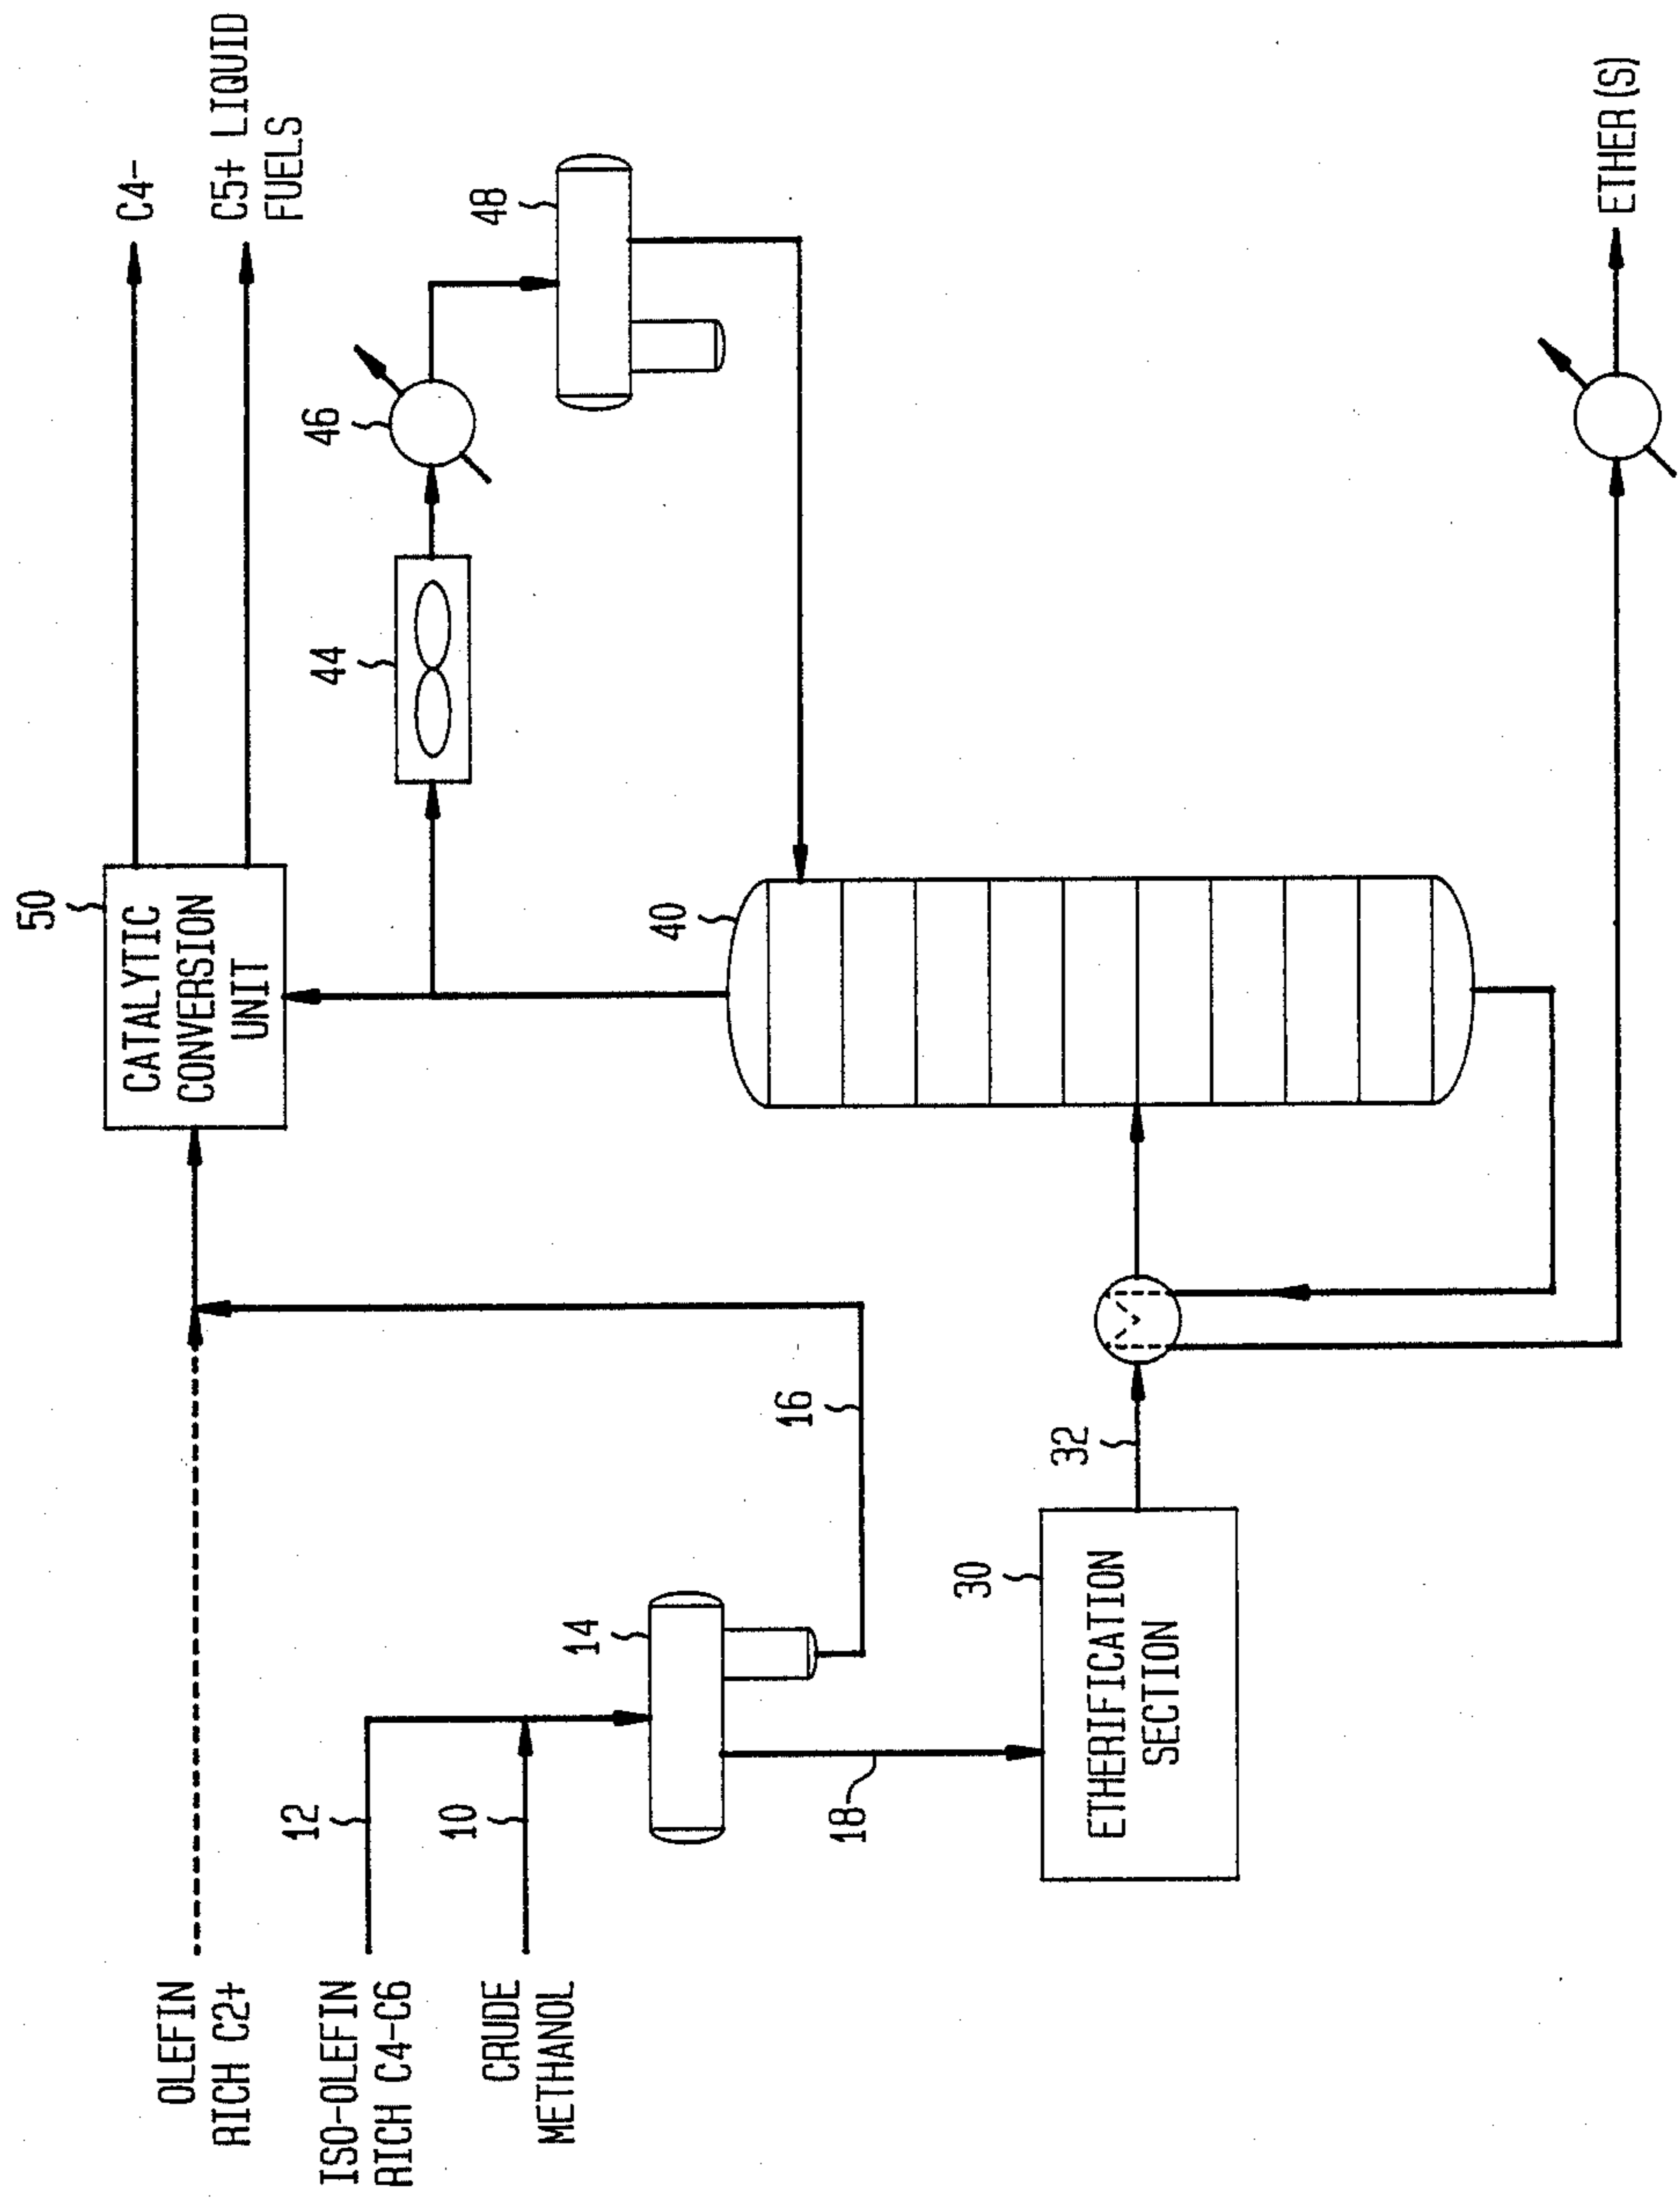 OLEFIN
RICH C2+
ISO-OLEFIN
RICH C4-C6
CRUDE
METHANOL
12
10
14
16
18
ETHERIFICATION
SECTION
30
32
50
CATALYTIC
CONVERSION
UNIT
40
44
46
48
C4-
C5+ LIQUID
FUELS
ETHER(S)